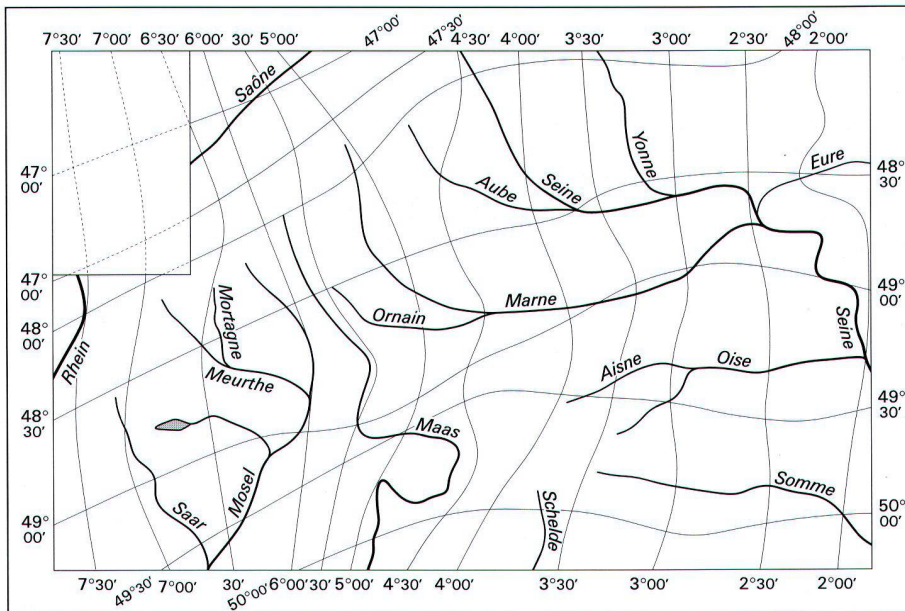 7°30' 7°00' 6°30' 6°00' 30' 5°00' 47°00' 47°30' 4°30' 4°00' 3°30' 3°00' 2°30' 48°00' 2°00'
Saône
Yonne
Eure
47°
00'
48°
30'
Aube
Seine
47°
00'
48°
00'
49°
00'
Mortagne
Ornain
Marne
Seine
Rhein
Meurthe
Aisne
Oise
48°
30'
49°
30'
Maas
Mosel
Saar
Somme
Schelde
49°
00'
50°
00'
7°30' 49°30' 7°00' 30' 50°00' 6°00' 5°30' 5°00' 4°30' 4°00' 3°30' 3°00' 2°30' 2°00'